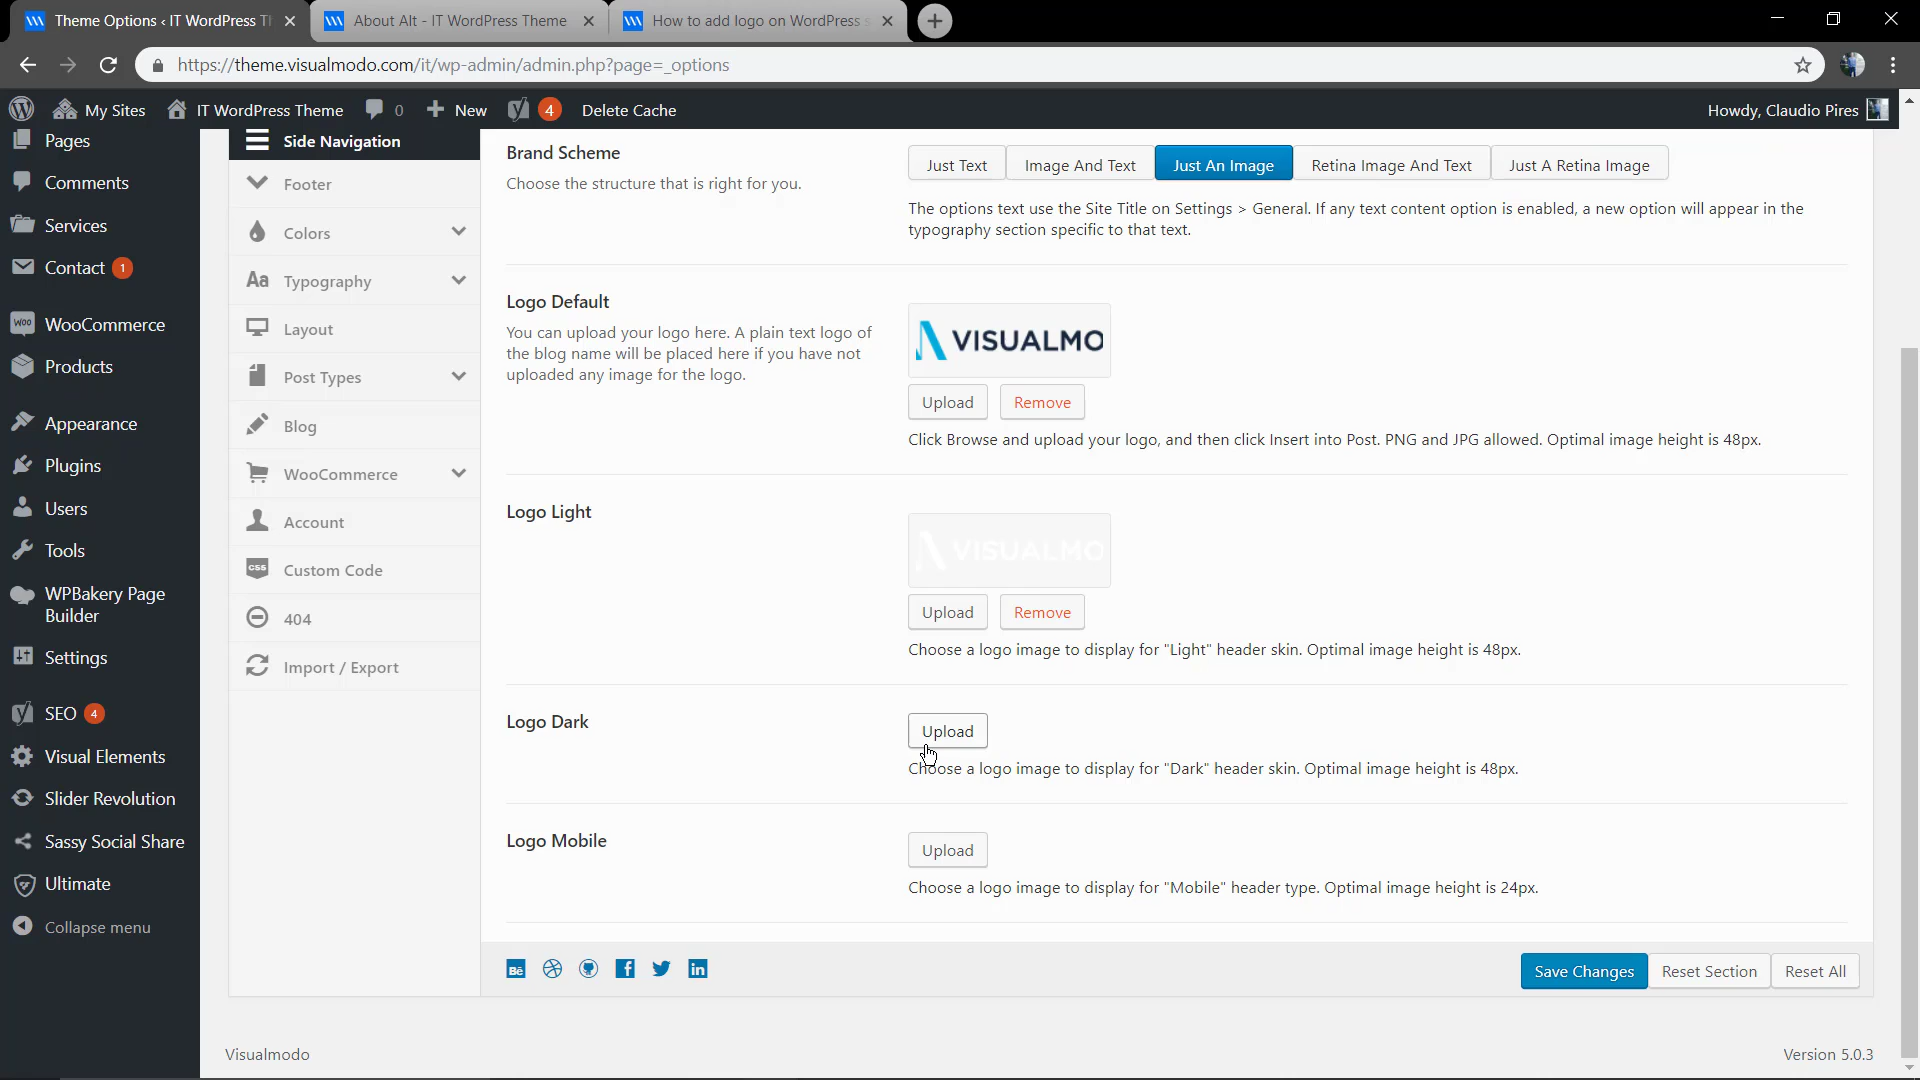 Theme Options ‹ IT WordPress T
About Alt - IT WordPress Theme
How to add logo on WordPress s
https://theme.visualmodo.com/it/wp-admin/admin.php?page=_options
My Sites
IT WordPress Theme
0
New
4
Delete Cache
Howdy, Claudio Pires
Pages
Comments
Services
Contact 1
WooCommerce
Products
Appearance
Plugins
Users
Tools
WPBakery Page
Builder
Settings
SEO 4
Visual Elements
Slider Revolution
Sassy Social Share
Ultimate
Collapse menu
Side Navigation
Footer
Colors
Aa Typography
Layout
Post Types
Blog
WooCommerce
Account
CSS Custom Code
404
Import / Export
Brand Scheme
Choose the structure that is right for you.
Just Text
Image And Text
Just An Image
Retina Image And Text
Just A Retina Image
The options text use the Site Title on Settings > General. If any text content option is enabled, a new option will appear in the
typography section specific to that text.
Logo Default
You can upload your logo here. A plain text logo of
the blog name will be placed here if you have not
uploaded any image for the logo.
VISUALMO
Upload
Remove
Click Browse and upload your logo, and then click Insert into Post. PNG and JPG allowed. Optimal image height is 48px.
Logo Light
VISUALMO
Upload
Remove
Choose a logo image to display for "Light" header skin. Optimal image height is 48px.
Logo Dark
Upload
Choose a logo image to display for "Dark" header skin. Optimal image height is 48px.
Logo Mobile
Upload
Choose a logo image to display for "Mobile" header type. Optimal image height is 24px.
Save Changes
Reset Section
Reset All
Visualmodo
Version 5.0.3